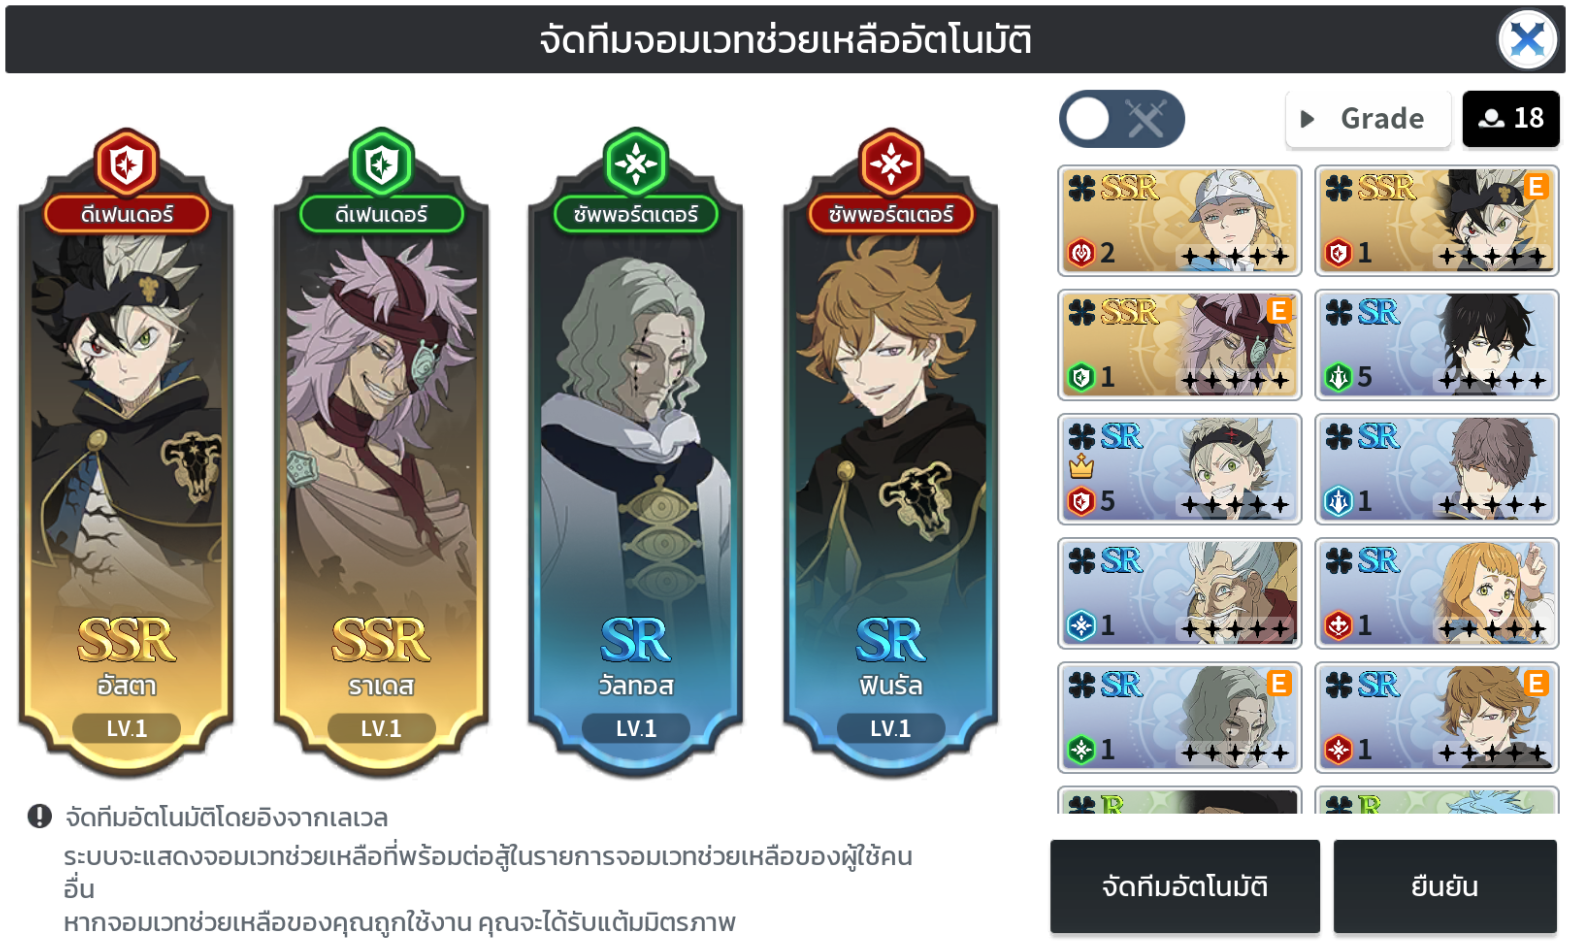 จัดทีมจอมเวทช่วยเหลืออัตโนมัติ
Grade
18
ดีเฟนเดอร์
ดีเฟนเดอร์
ซัพพอร์ตเตอร์
ซัพพอร์ตเตอร์
SSR
อัสตา
LV.1
SSR
ราเดส
LV.1
SR
วัลทอส
LV.1
SR
ฟินรัล
LV.1
SSR
2
SSR
E
1
SSR
E
1
SR
5
SR
5
SR
1
SR
1
SR
1
SR
E
1
SR
E
1
R
R
จัดทีมอัตโนมัติโดยอิงจากเลเวล
ระบบจะแสดงจอมเวทช่วยเหลือที่พร้อมต่อสู้ในรายการจอมเวทช่วยเหลือของผู้ใช้คน
อื่น
หากจอมเวทช่วยเหลือของคุณถูกใช้งาน คุณจะได้รับแต้มมิตรภาพ
จัดทีมอัตโนมัติ
ยืนยัน